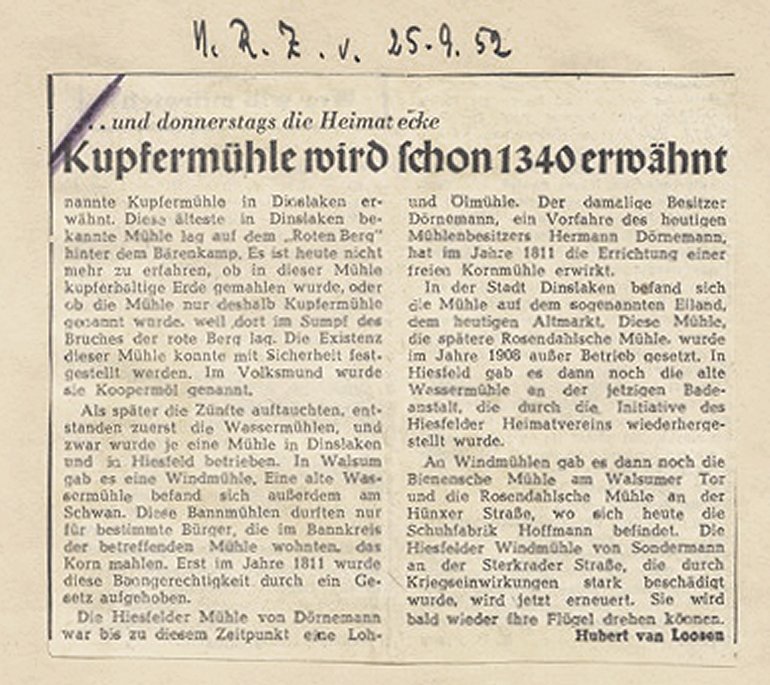 N. R. Z. v. 25.9.52
...und donnerstags die Heimatecke
Kupfermühle wird schon 1340 erwähnt
nannte Kupfermühle in Dinslaken er-
wähnt. Diese älteste in Dinslaken be-
kannte Mühle lag auf dem „Roten Berg"
hinter dem Bärenkamp. Es ist heute nicht
mehr zu erfahren, ob in dieser Mühle
kupferhaltige Erde gemahlen wurde, oder
ob die Mühle nur deshalb Kupfermühle
genannt wurde, weil dort im Sumpf des
Bruches der rote Berg lag. Die Existenz
dieser Mühle konnte mit Sicherheit fest-
gestellt werden. Im Volksmund wurde
sie Koopermöl genannt.
Als später die Zünfte auftauchten, ent-
standen zuerst die Wassermühlen, und
zwar wurde je eine Mühle in Dinslaken
und in Hiesfeld betrieben. In Walsum
gab es eine Windmühle. Eine alte Was-
sermühle befand sich außerdem am
Schwan. Diese Bannmühlen durften nur
für bestimmte Bürger, die im Bannkreis
der betreffenden Mühle wohnten, das
Korn mahlen. Erst im Jahre 1811 wurde
diese Banngerechtigkeit durch ein Ge-
setz aufgehoben.
Die Hiesfelder Mühle von Dörnemann
war bis zu diesem Zeitpunkt eine Loh-
und Ölmühle. Der damalige Besitzer
Dörnemann, ein Vorfahre des heutigen
Mühlenbesitzers Hermann Dörnemann,
hat im Jahre 1811 die Errichtung einer
freien Kornmühle erwirkt.
In der Stadt Dinslaken befand sich
die Mühle auf dem sogenannten Eiland,
dem heutigen Altmarkt. Diese Mühle,
die spätere Rosendahlsche Mühle, wurde
im Jahre 1908 außer Betrieb gesetzt. In
Hiesfeld gab es dann noch die alte
Wassermühle an der jetzigen Bade-
anstalt, die durch die Initiative des
Hiesfelder Heimatvereins wiederherge-
stellt wurde.
An Windmühlen gab es dann noch die
Bienensche Mühle am Walsumer Tor
und die Rosendahlsche Mühle an der
Hünxer Straße, wo sich heute die
Schuhfabrik Hoffmann befindet. Die
Hiesfelder Windmühle von Sondermann
an der Sterkrader Straße, die durch
Kriegseinwirkungen stark beschädigt
wurde, wird jetzt erneuert. Sie wird
bald wieder ihre Flügel drehen können.
Hubert van Loosen